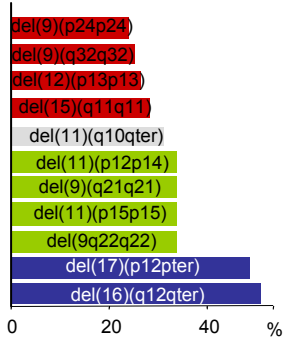 del(9)(p24p24)
del(9)(q32q32)
del(12)(p13p13)
del(15)(q11q11)
del(11)(q10qter)
del(11)(p12p14)
del(9)(q21q21)
del(11)(p15p15)
del(9q22q22)
del(17)(p12pter)
del(16)(q12qter)
0 20 40 %